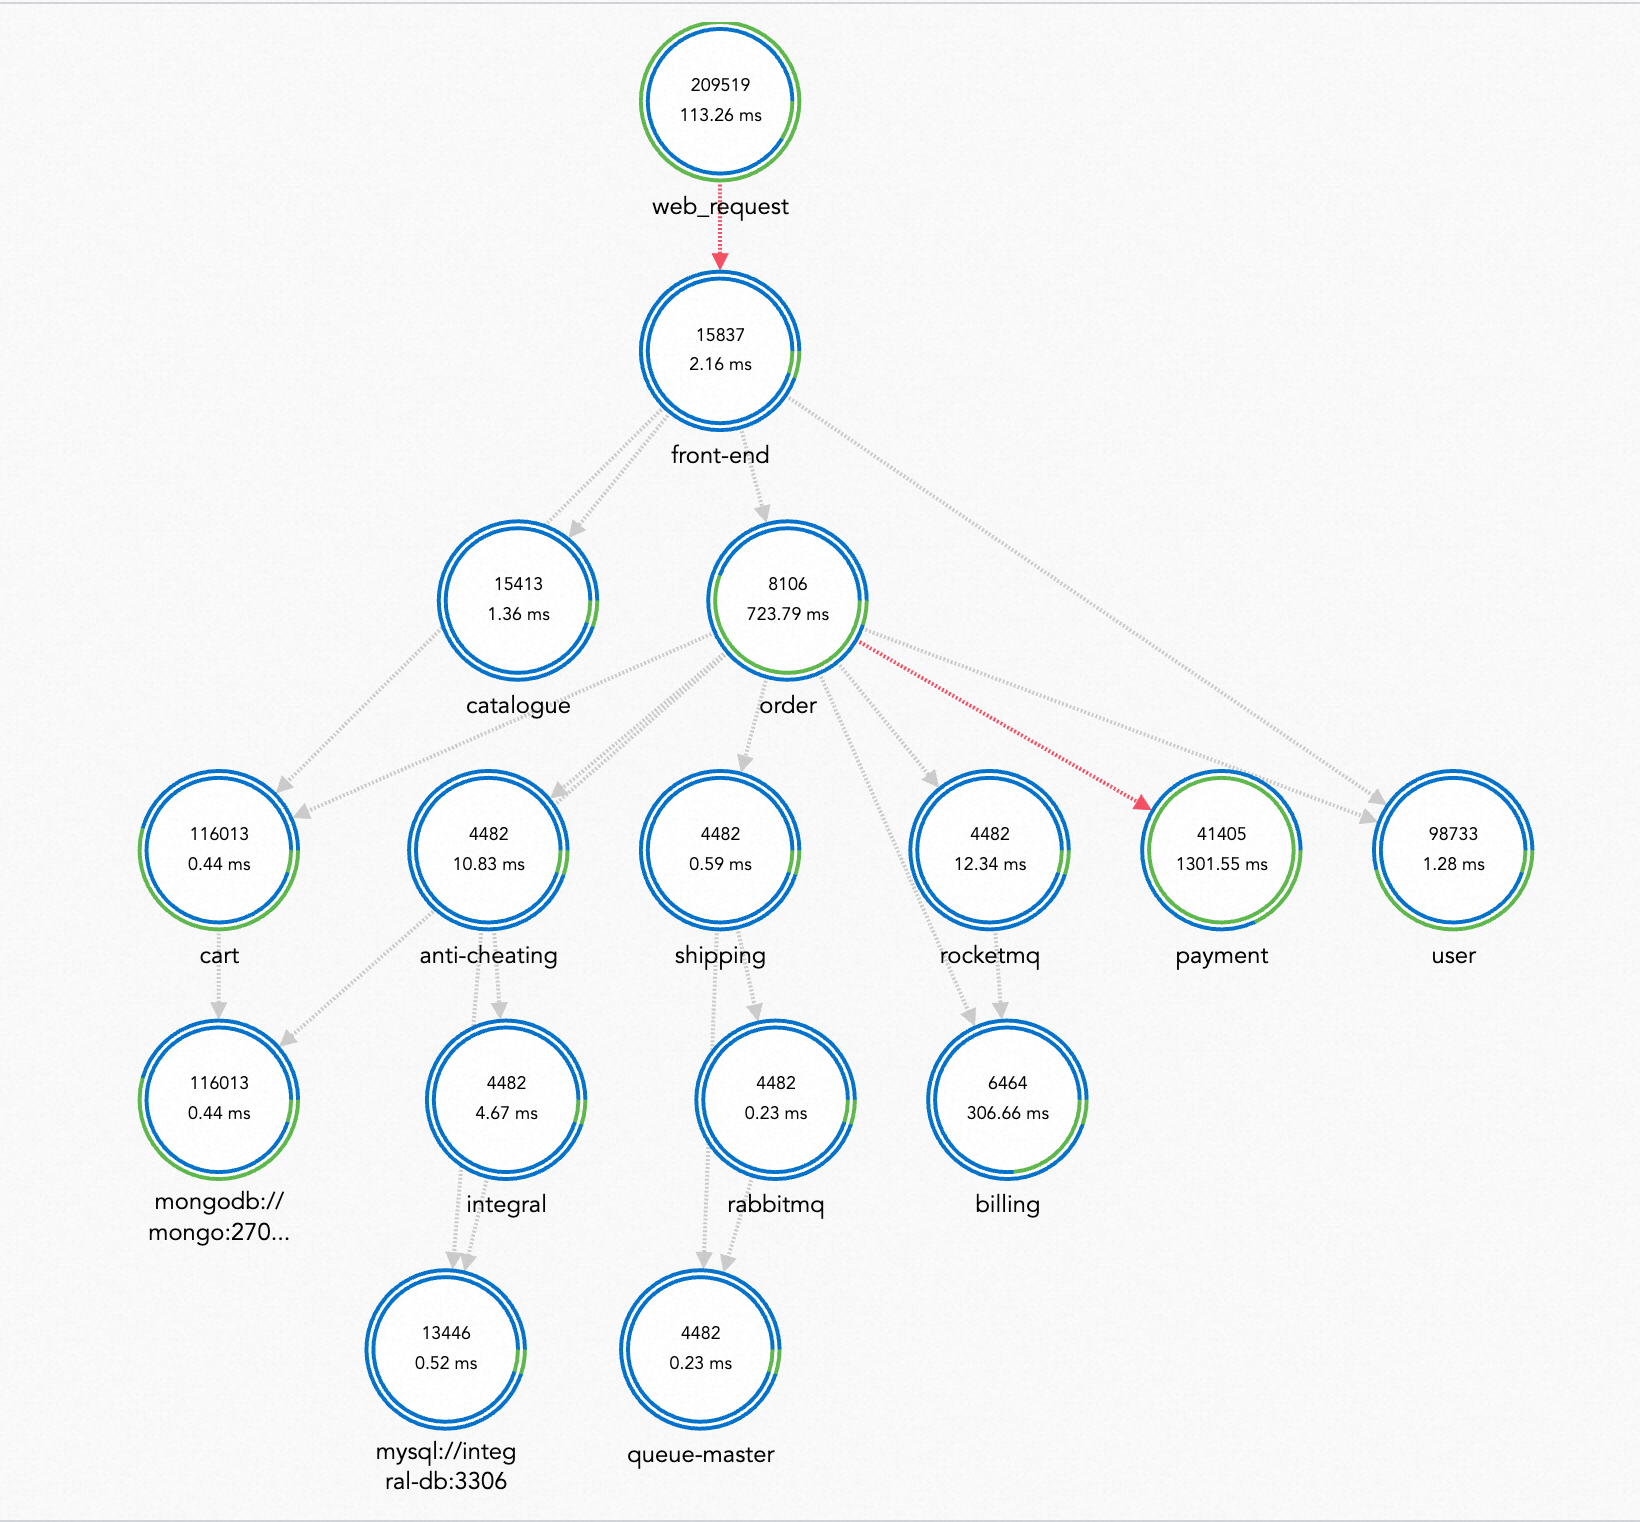 209519
113.26 ms
web_request
15837
2.16 ms
front-end
15413
1.36 ms
catalogue
8106
723.79 ms
order
116013
0.44 ms
cart
4482
10.83 ms
anti-cheating
4482
0.59 ms
shipping
4482
12.34 ms
rocketmq
41405
1301.55 ms
payment
98733
1.28 ms
user
116013
0.44 ms
mongodb://
mongo:270...
4482
4.67 ms
integral
4482
0.23 ms
rabbitmq
6464
306.66 ms
billing
13446
0.52 ms
mysql://integ
ral-db:3306
4482
0.23 ms
queue-master